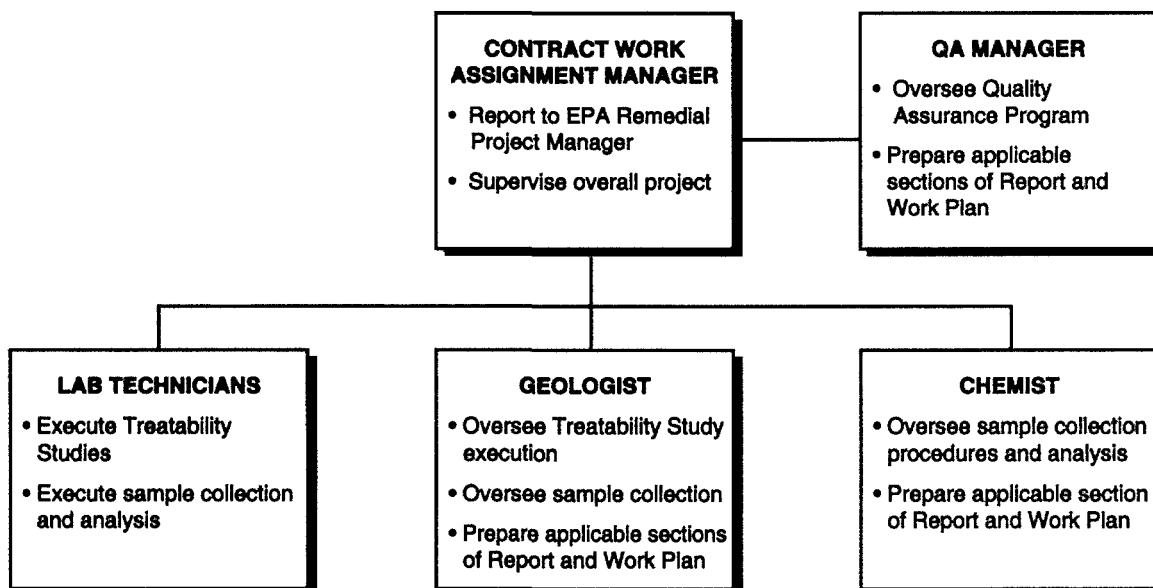 CONTRACT WORK
ASSIGNMENT MANAGER
• Report to EPA Remedial
Project Manager
• Supervise overall project
QA MANAGER
• Oversee Quality
Assurance Program
• Prepare applicable
sections of Report and
Work Plan
LAB TECHNICIANS
• Execute Treatability
Studies
• Execute sample collection
and analysis
GEOLOGIST
• Oversee Treatability Study
execution
• Oversee sample collection
• Prepare applicable sections
of Report and Work Plan
CHEMIST
• Oversee sample collection
procedures and analysis
• Prepare applicable section
of Report and Work Plan